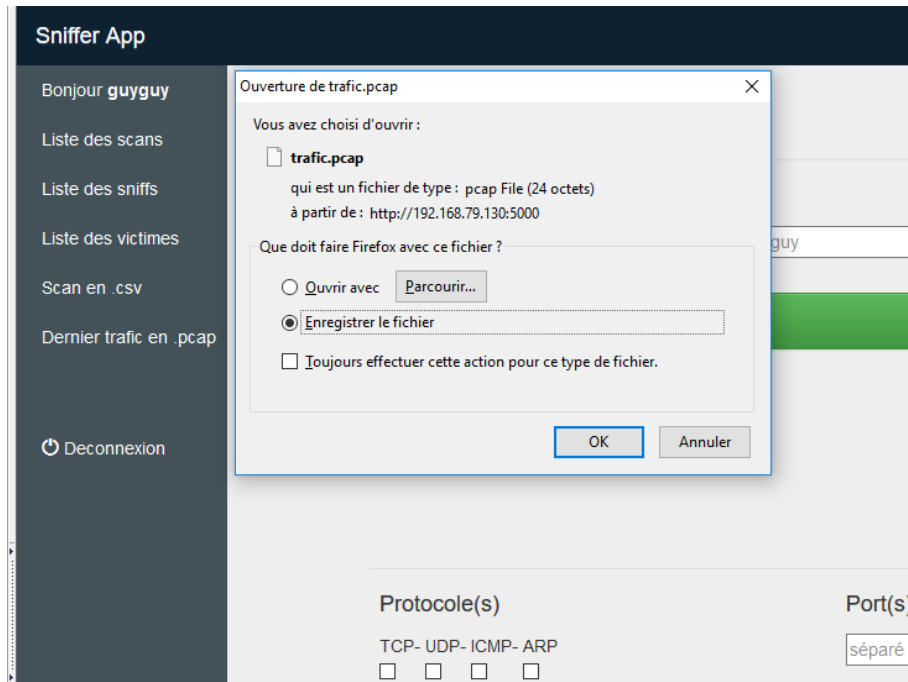 Sniffer App
Bonjour guyguy
Liste des scans
Liste des sniffs
Liste des victimes
Scan en .csv
Dernier trafic en .pcap
Deconnexion
Ouverture de trafic.pcap
Vous avez choisi d'ouvrir :
trafic.pcap
qui est un fichier de type : pcap File (24 octets)
à partir de : http://192.168.79.130:5000
Que doit faire Firefox avec ce fichier ?
Ouvrir avec Parcourir...
Enregistrer le fichier
Toujours effectuer cette action pour ce type de fichier.
OK Annuler
guy
Protocole(s)
TCP- UDP- ICMP- ARP
Port(s)
séparé